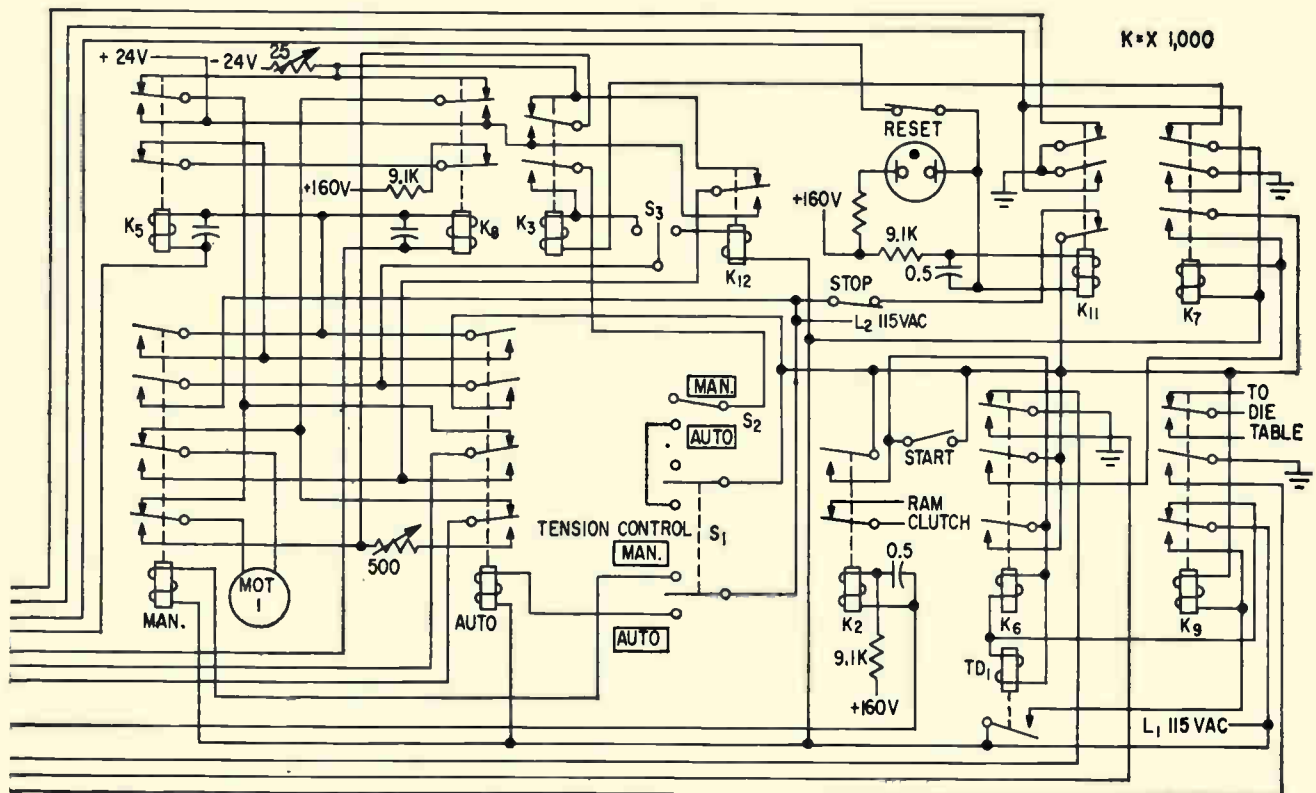 K=X 1,000
+ 24V
- 24V
25
RESET
+160V
9.1K
K5
K8
K3
S3
K12
+160V
9.1K
0.5
K11
K7
STOP
L2 115VAC
MAN.
S2
AUTO
START
TO
DIE
TABLE
RAM
CLUTCH
TENSION CONTROL
S1
MAN.
500
0.5
MOT
1
MAN.
AUTO
AUTO
K2
K6
K9
9.1K
TD1
+160V
L1 115VAC